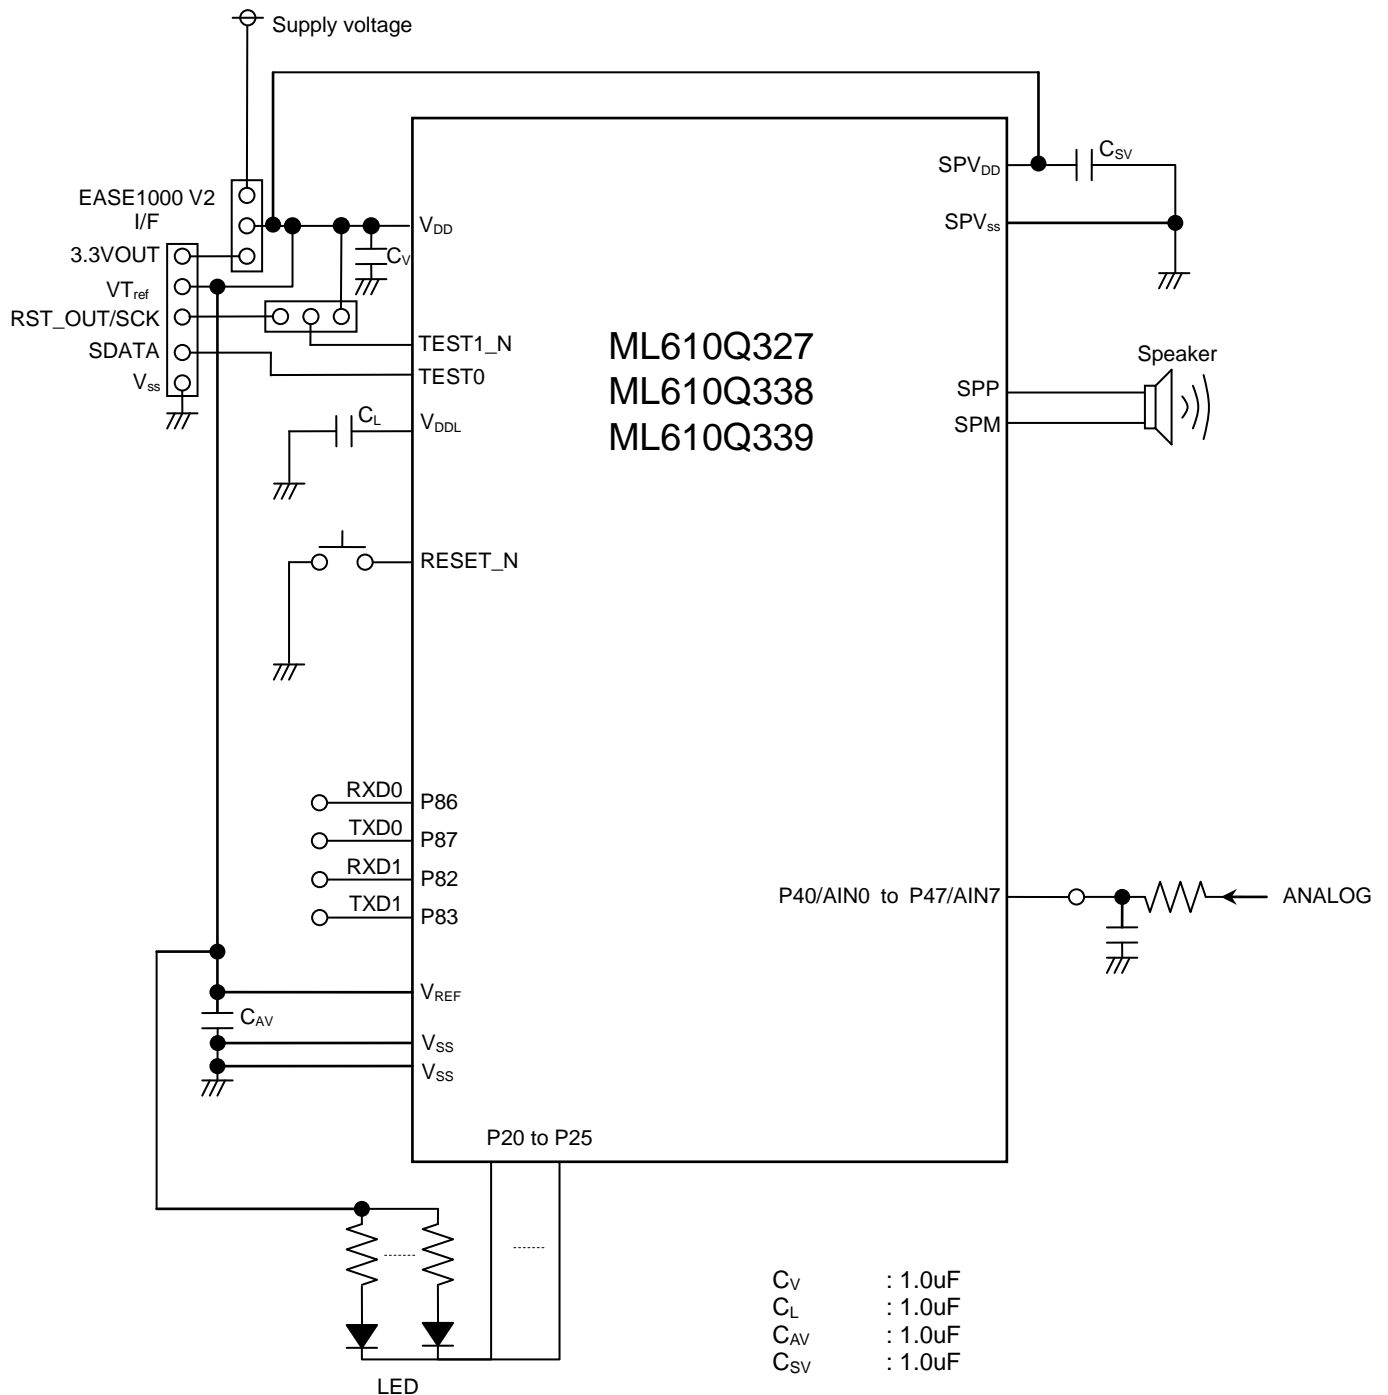 Supply voltage
EASE1000 V2
I/F
3.3VOUT
VTref
RST_OUT/SCK
SDATA
Vss
VDD
CV
TEST1_N
TEST0
CL
VDDL
RESET_N
ML610Q327
ML610Q338
ML610Q339
SPVDD
CSV
SPVss
Speaker
SPP
SPM
RXD0
P86
TXD0
P87
RXD1
P82
TXD1
P83
P40/AIN0 to P47/AIN7
ANALOG
VREF
CAV
VSS
VSS
P20 to P25
LED
CV : 1.0uF
CL : 1.0uF
CAV : 1.0uF
CSV : 1.0uF